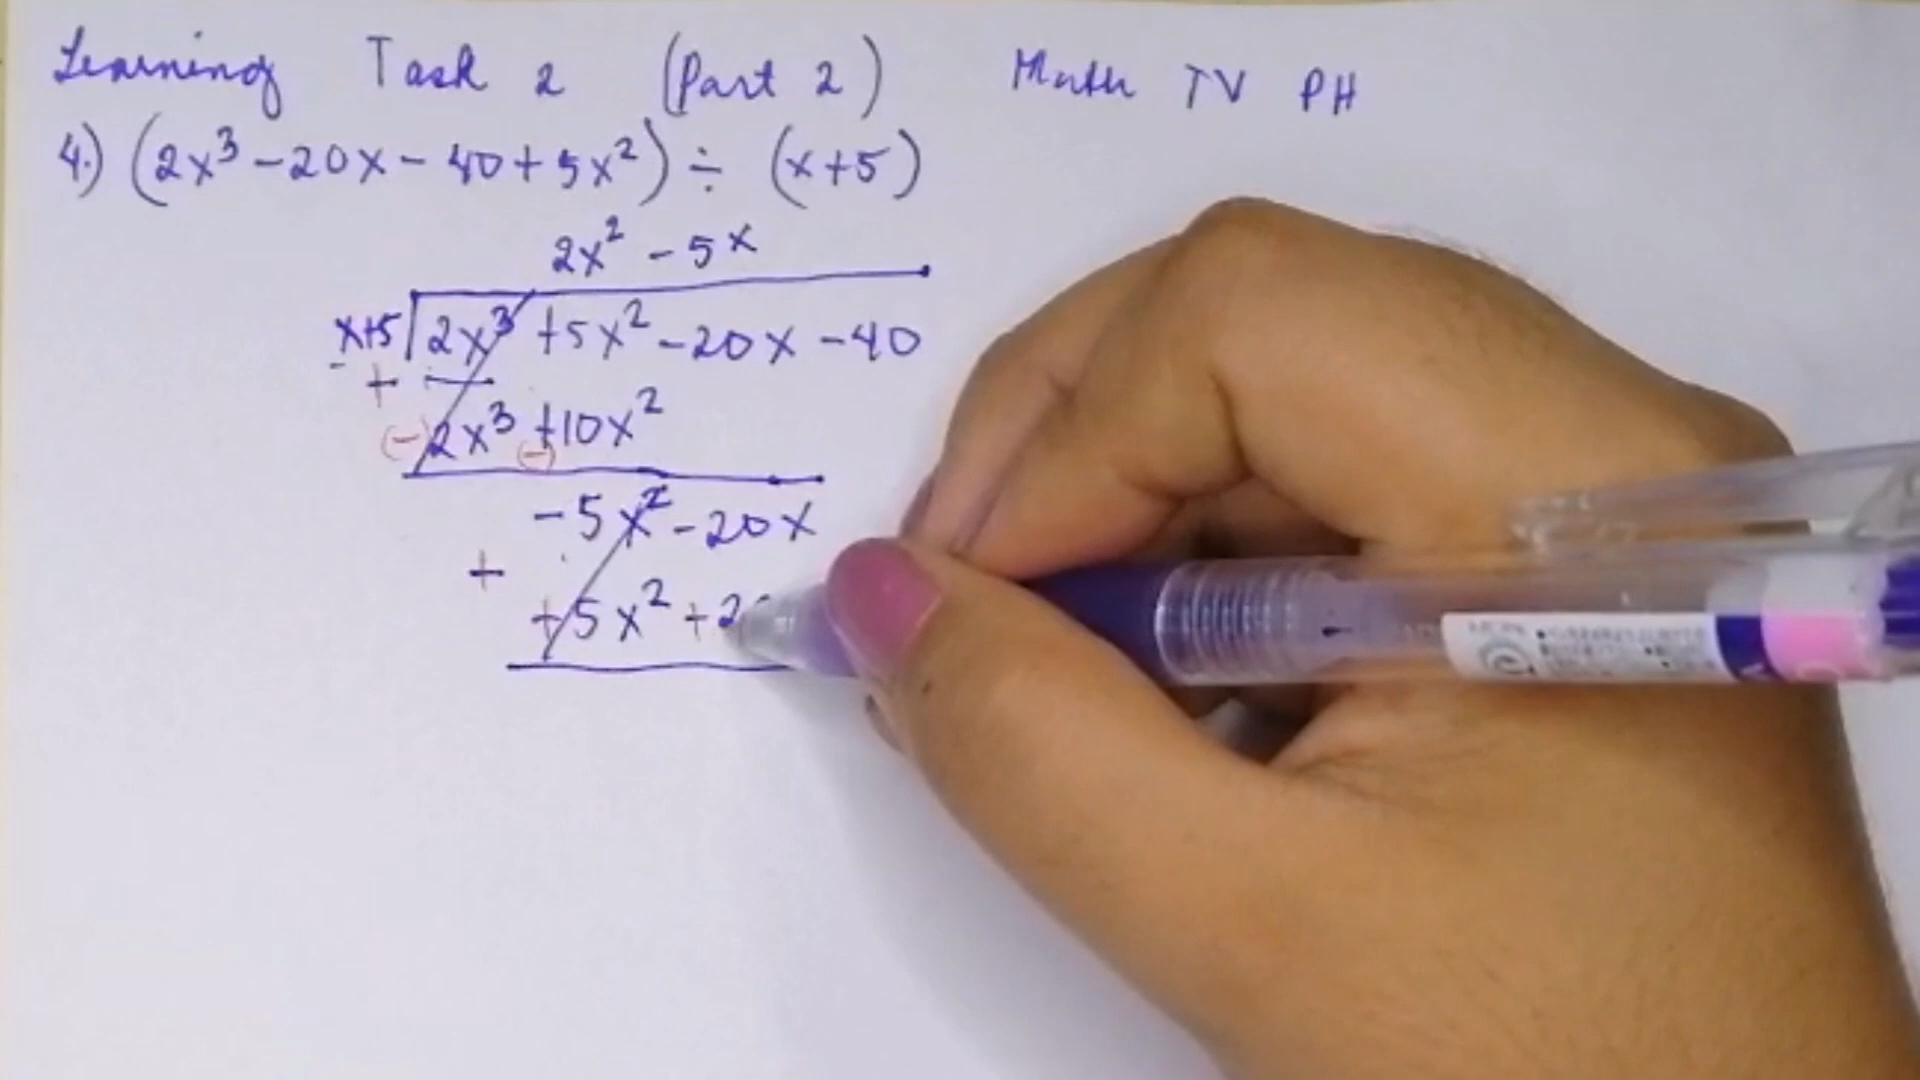 Learning Task 2 (Part 2) Math TV PH
4.) (2x³ - 20x - 40 + 5x²) ÷ (x+5)
2x² - 5x
x+5 2x³ +5x² -20x -40
- + —
(-) 2x³ +10x²
(-)
-5x² -20x
+
+5x² +2